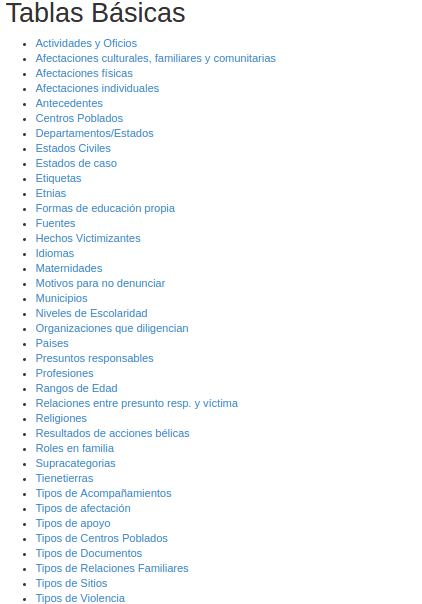 Tablas Básicas
Actividades y Oficios
Afectaciones culturales, familiares y comunitarias
Afectaciones físicas
Afectaciones individuales
Antecedentes
Centros Poblados
Departamentos/Estados
Estados Civiles
Estados de caso
Etiquetas
Etnias
Formas de educación propia
Fuentes
Hechos Victimizantes
Idiomas
Maternidades
Motivos para no denunciar
Municipios
Niveles de Escolaridad
Organizaciones que diligencian
Paises
Presuntos responsables
Profesiones
Rangos de Edad
Relaciones entre presunto resp. y víctima
Religiones
Resultados de acciones bélicas
Roles en familia
Supracategorias
Tienetierras
Tipos de Acompañamientos
Tipos de afectación
Tipos de apoyo
Tipos de Centros Poblados
Tipos de Documentos
Tipos de Relaciones Familiares
Tipos de Sitios
Tipos de Violencia